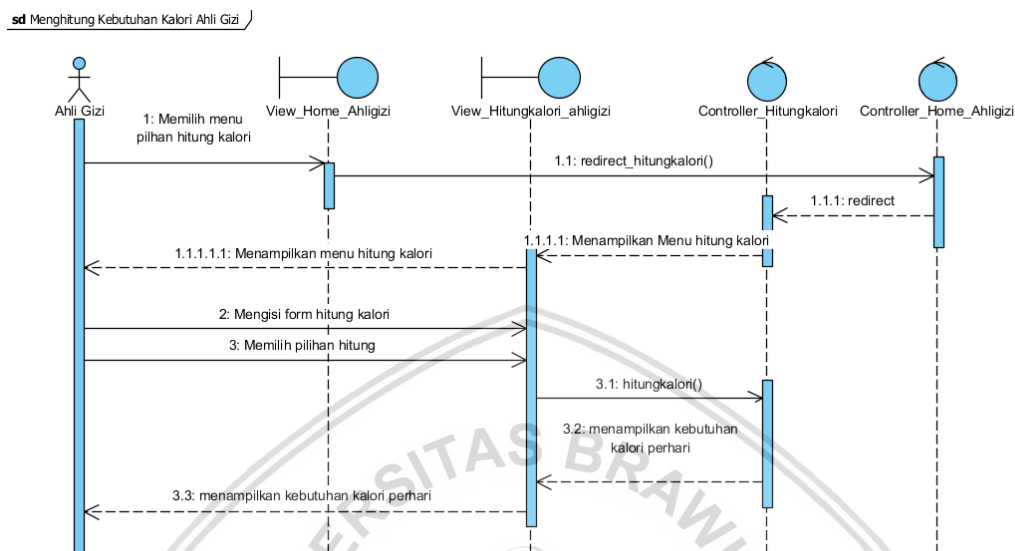 sd Menghitung Kebutuhan Kalori Ahli Gizi
Ahli Gizi
View_Home_Ahligizi
View_Hitungkalori_ahligizi
Controller_Hitungkalori
Controller_Home_Ahligizi
1: Memilih menu
pilhan hitung kalori
1.1: redirect_hitungkalori()
1.1.1: redirect
1.1.1.1: Menampilkan Menu hitung kalori
1.1.1.1.1: Menampilkan menu hitung kalori
2: Mengisi form hitung kalori
3: Memilih pilihan hitung
3.1: hitungkalori()
3.2: menampilkan kebutuhan
kalori perhari
3.3: menampilkan kebutuhan kalori perhari